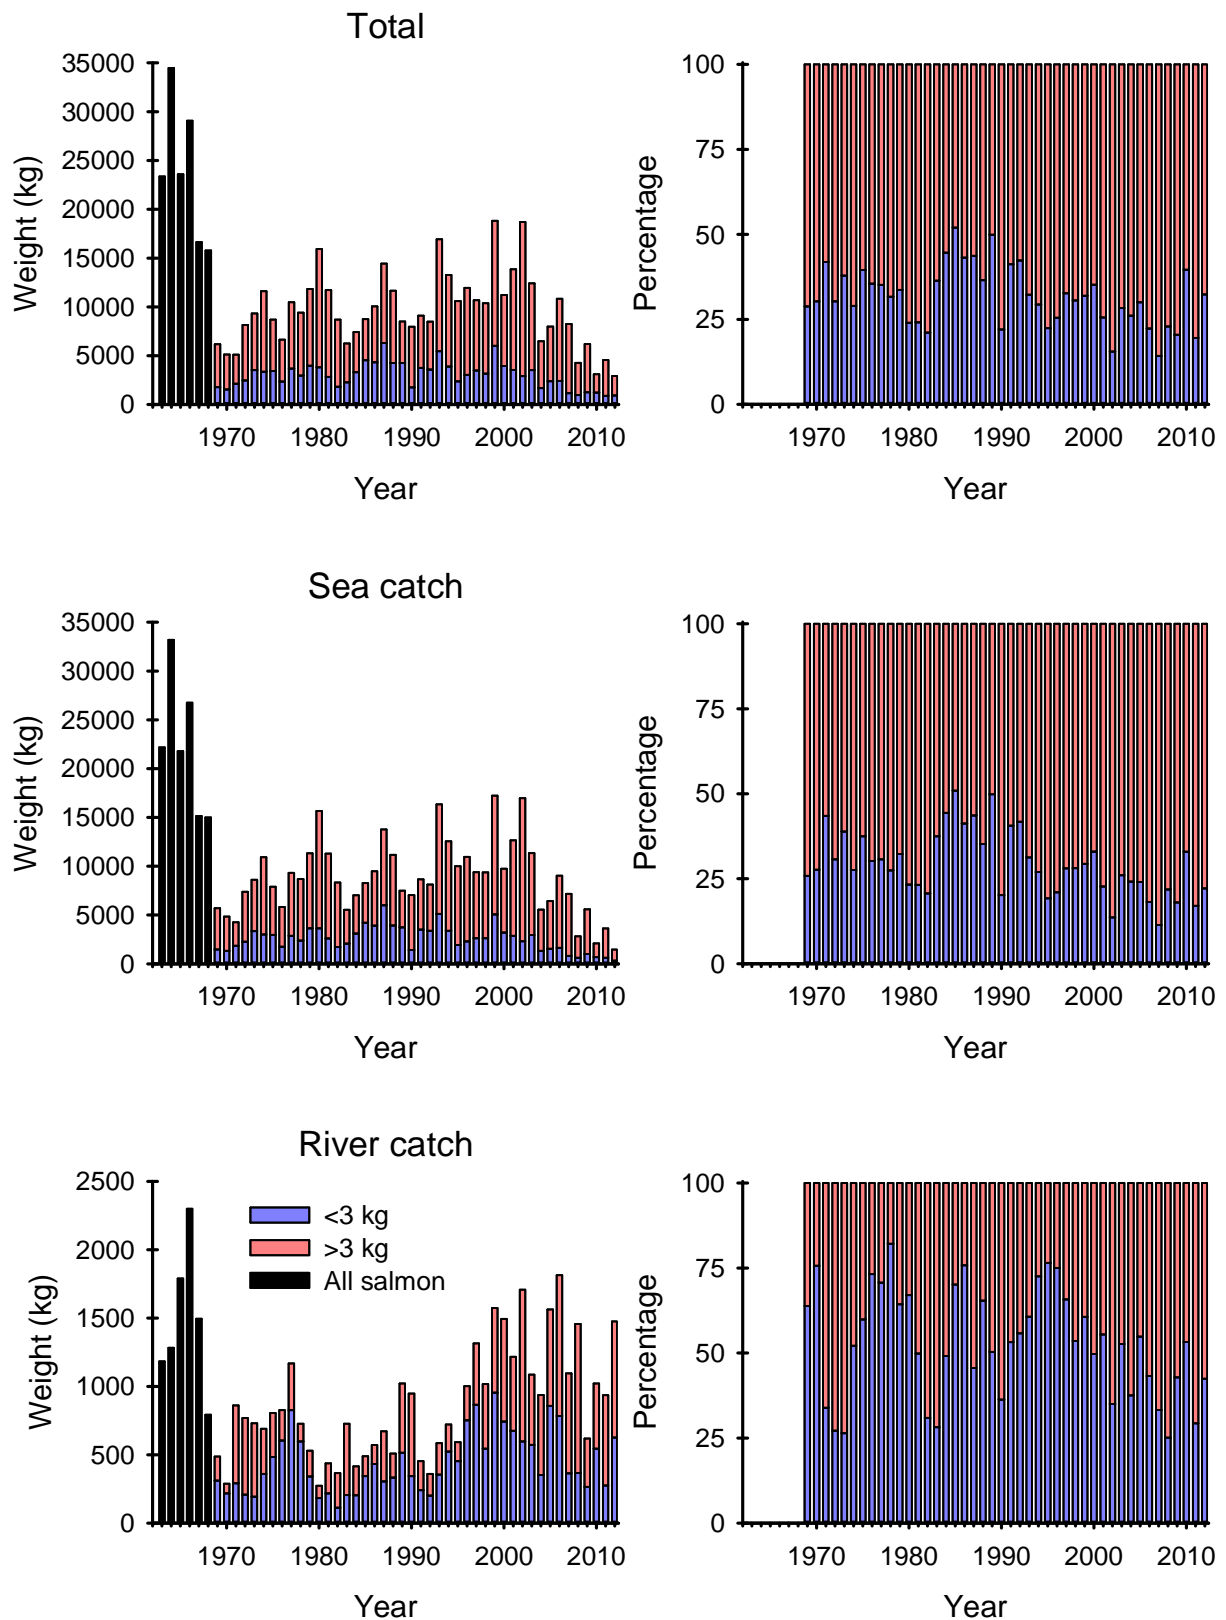 Total
35000
30000
25000
20000
15000
10000
5000
0
Weight (kg)
1970 1980 1990 2000 2010
Year
100
75
50
25
0
Percentage
1970 1980 1990 2000 2010
Year
Sea catch
35000
30000
25000
20000
15000
10000
5000
0
Weight (kg)
1970 1980 1990 2000 2010
Year
100
75
50
25
0
Percentage
1970 1980 1990 2000 2010
Year
River catch
2500
2000
1500
1000
500
0
Weight (kg)
<3 kg
>3 kg
All salmon
1970 1980 1990 2000 2010
Year
100
75
50
25
0
Percentage
1970 1980 1990 2000 2010
Year